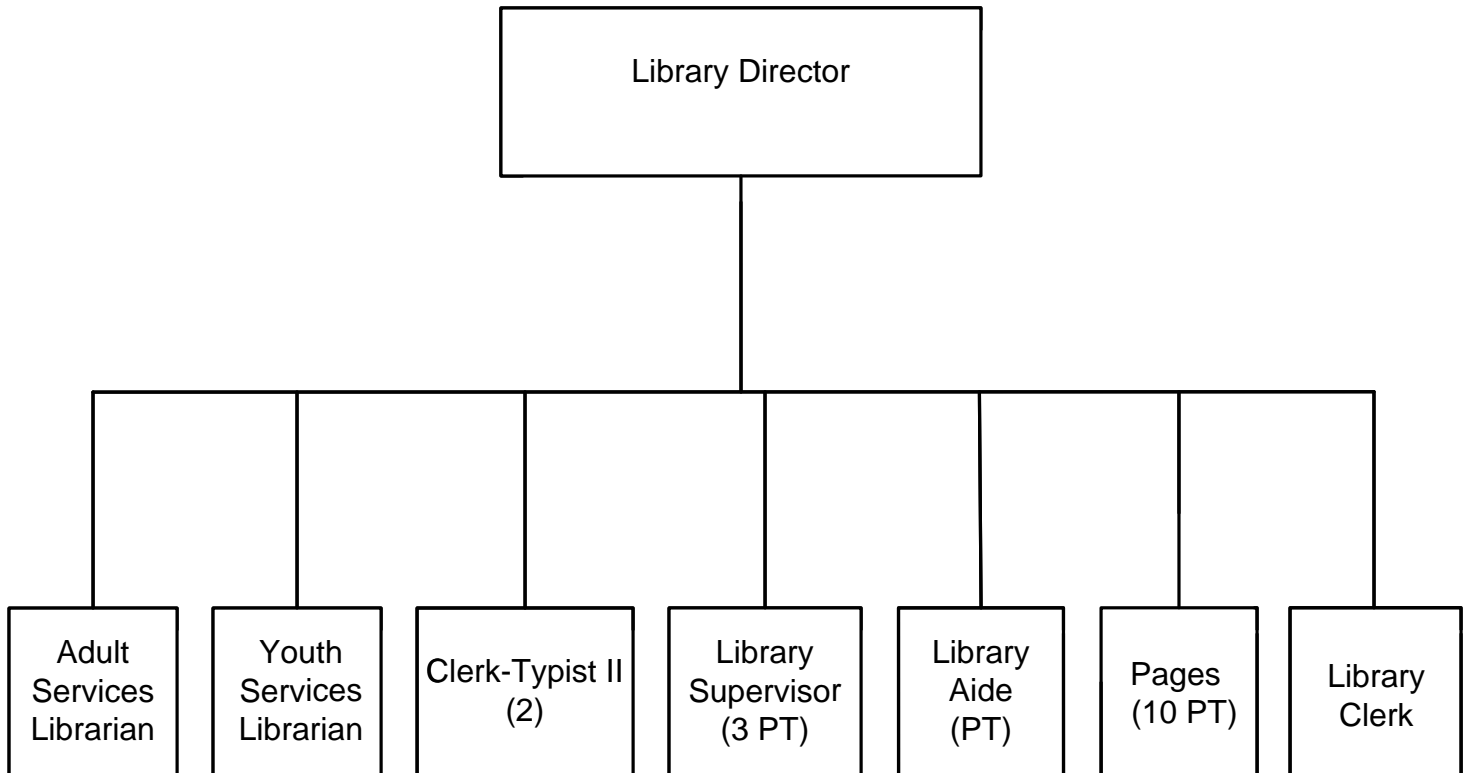 Library Director
Adult
Services
Librarian
Youth
Services
Librarian
Clerk-Typist II
(2)
Library
Supervisor
(3 PT)
Library
Aide
(PT)
Pages
(10 PT)
Library
Clerk